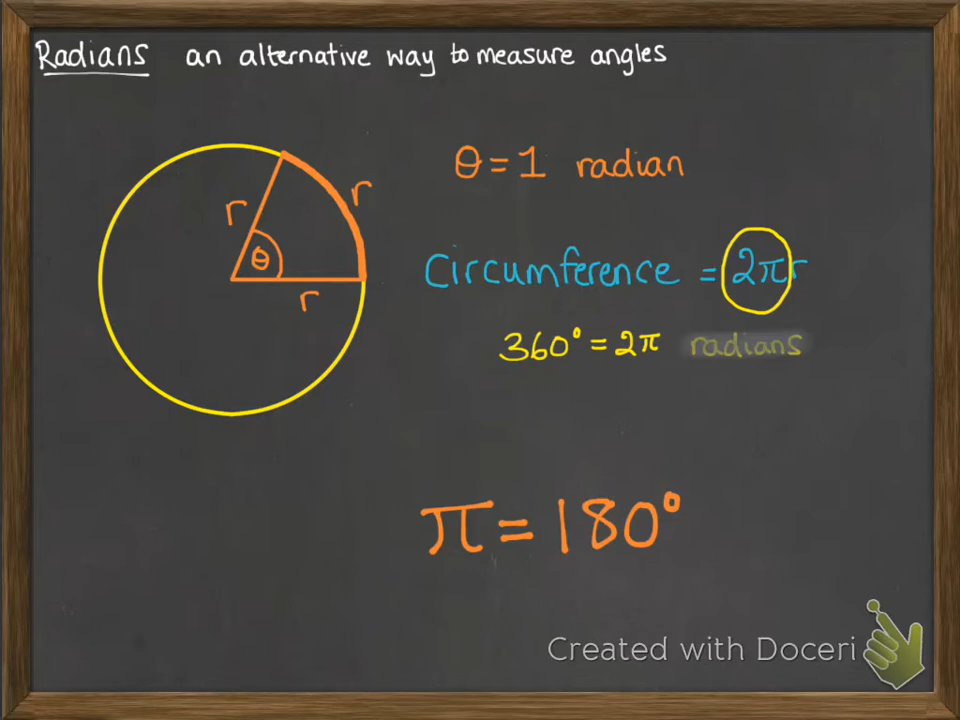 Radians an alternative way to measure angles
r
r
θ
r
θ = 1 radian
Circumference = 2πr
360° = 2π radians
π = 180°
Created with Doceri